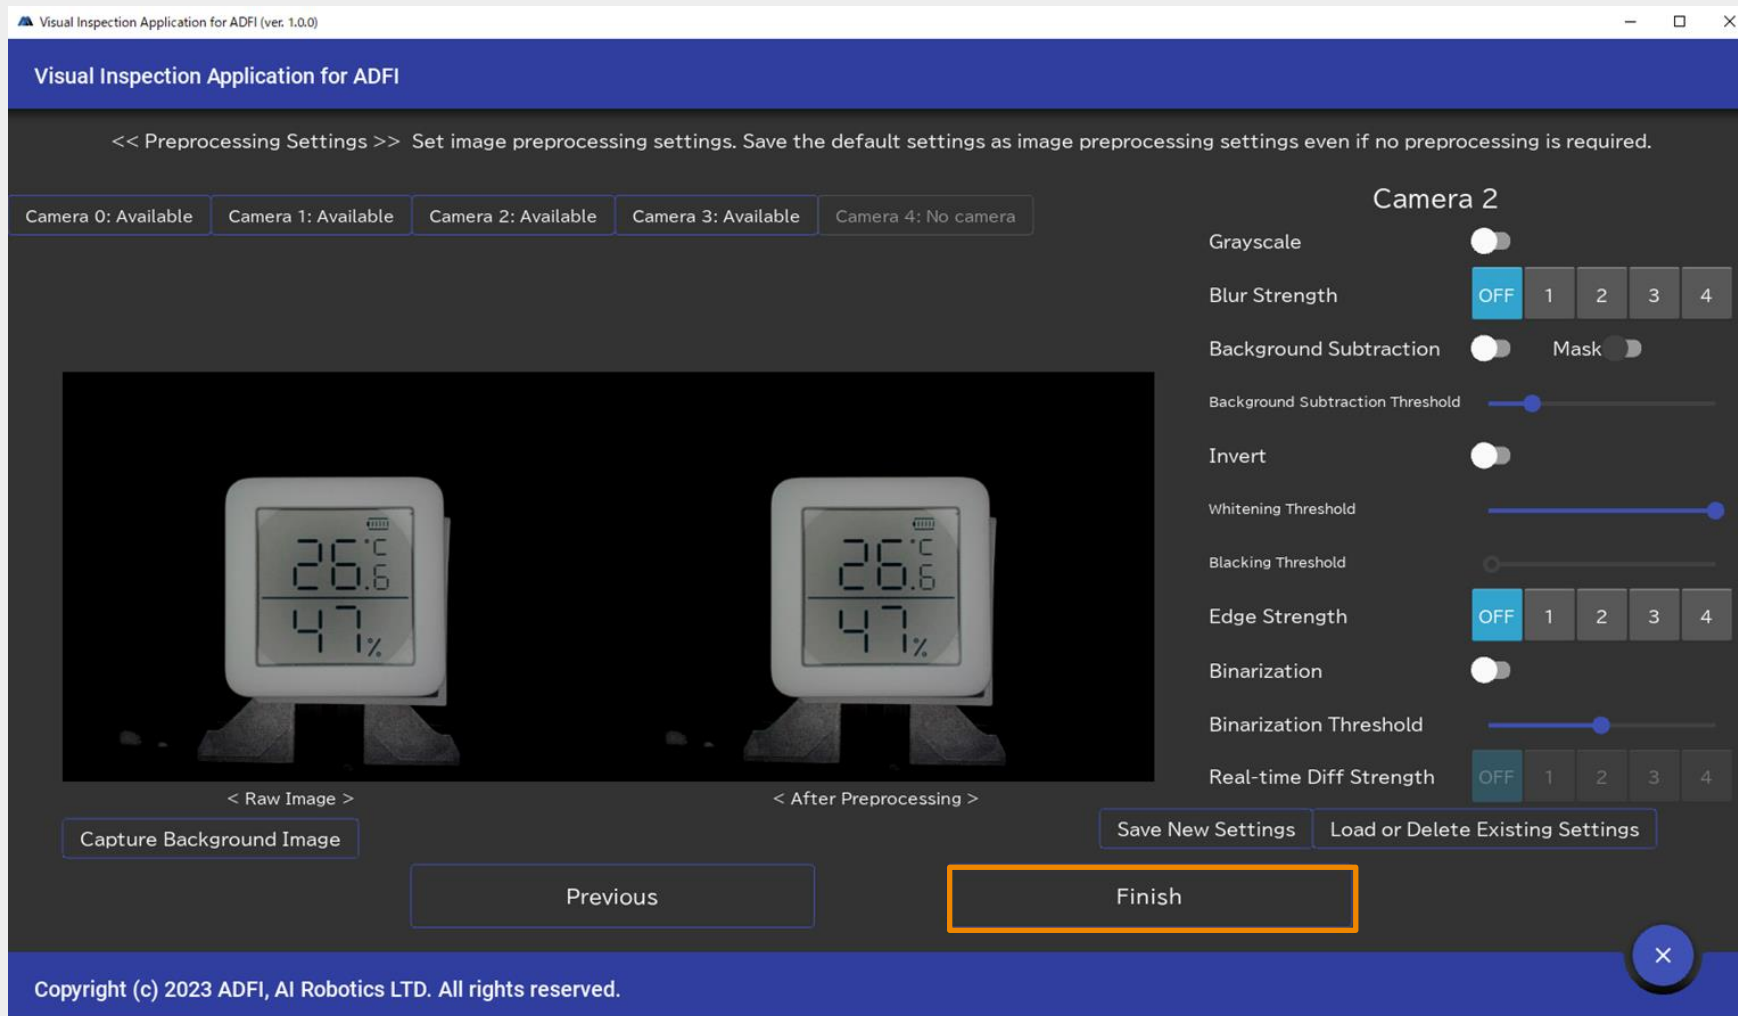 Visual Inspection Application for ADFI (ver. 1.0.0)
Visual Inspection Application for ADFI
<< Preprocessing Settings >> Set image preprocessing settings. Save the default settings as image preprocessing settings even if no preprocessing is required.
Camera 0: Available
Camera 1: Available
Camera 2: Available
Camera 3: Available
Camera 4: No camera
Camera 2
Grayscale
Blur Strength OFF 1 2 3 4
Background Subtraction Mask
Background Subtraction Threshold
Invert
Whitening Threshold
Blacking Threshold
Edge Strength OFF 1 2 3 4
Binarization
Binarization Threshold
Real-time Diff Strength OFF 1 2 3 4
26.6 °C
47%
26.6 °C
47%
< Raw Image >
< After Preprocessing >
Capture Background Image
Save New Settings
Load or Delete Existing Settings
Previous
Finish
Copyright (c) 2023 ADFI, AI Robotics LTD. All rights reserved.